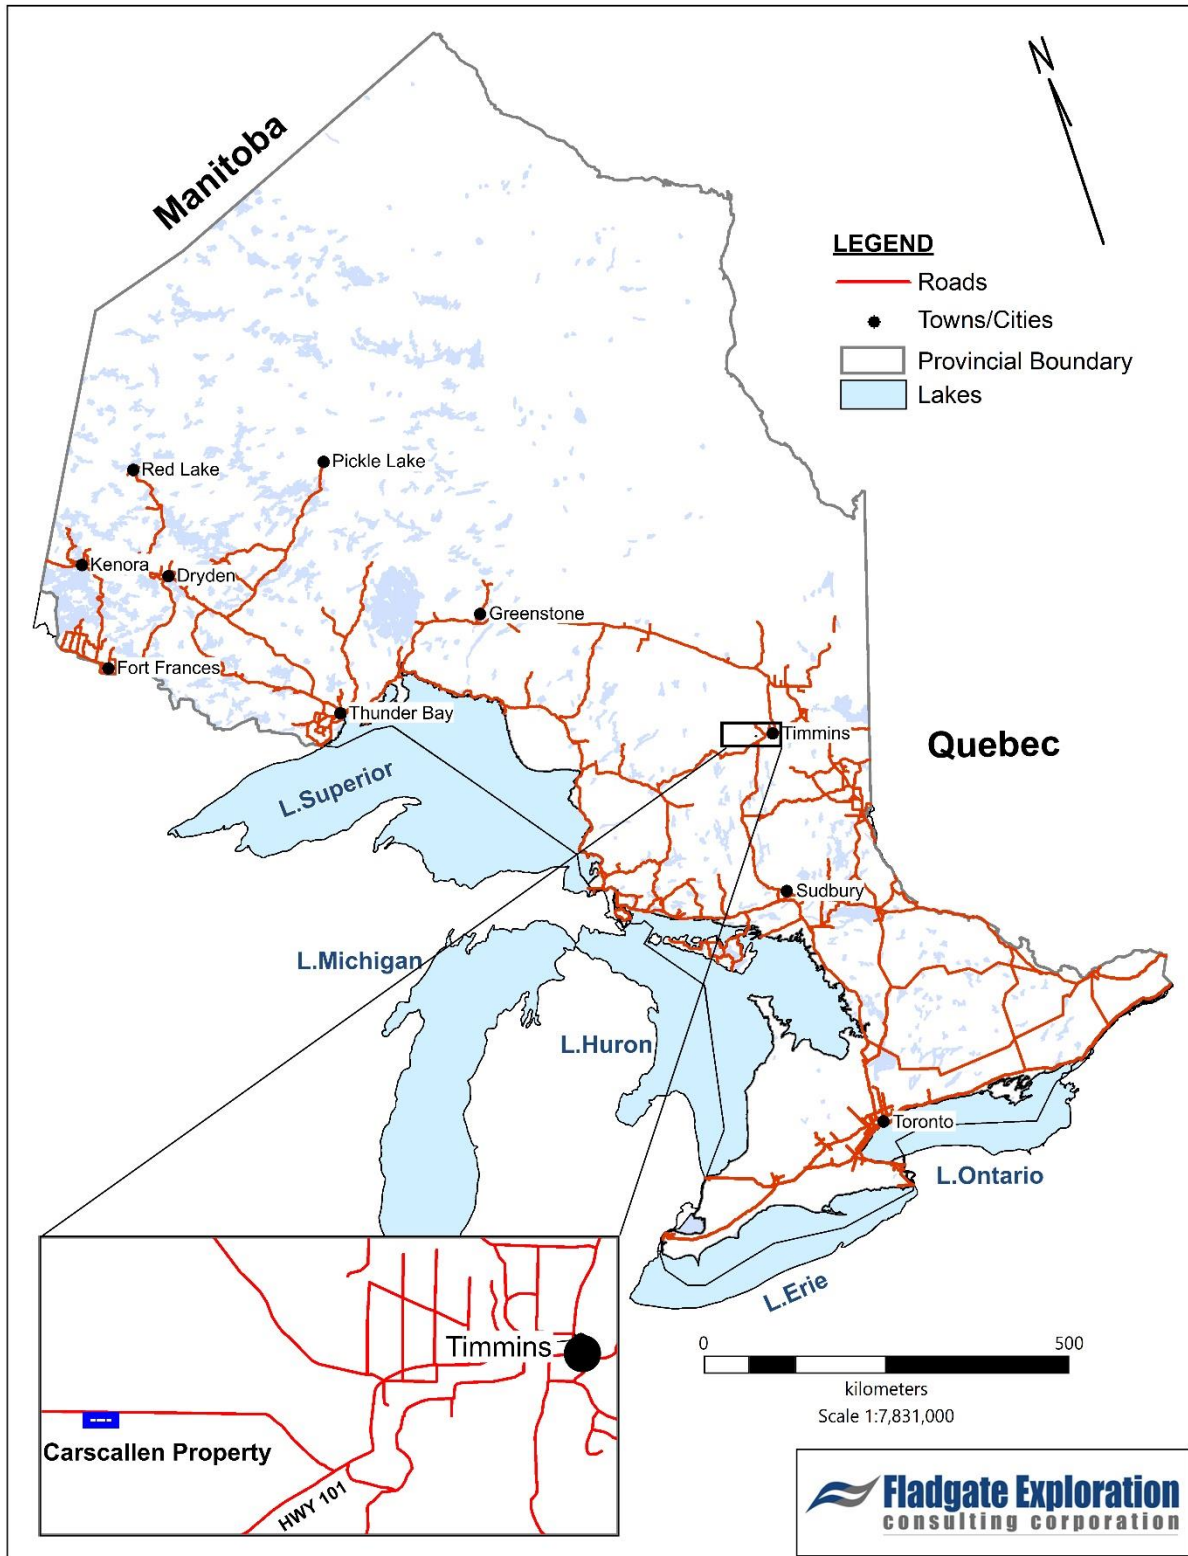 N
Manitoba
LEGEND
Roads
Towns/Cities
Provincial Boundary
Lakes
Red Lake
Pickle Lake
Kenora
Dryden
Greenstone
Fort Frances
Thunder Bay
Timmins
Quebec
L.Superior
Sudbury
L.Michigan
L.Huron
Toronto
L.Ontario
L.Erie
Timmins
Carscallen Property
HWY 101
0 500
kilometers
Scale 1:7,831,000
Fladgate Exploration
consulting corporation